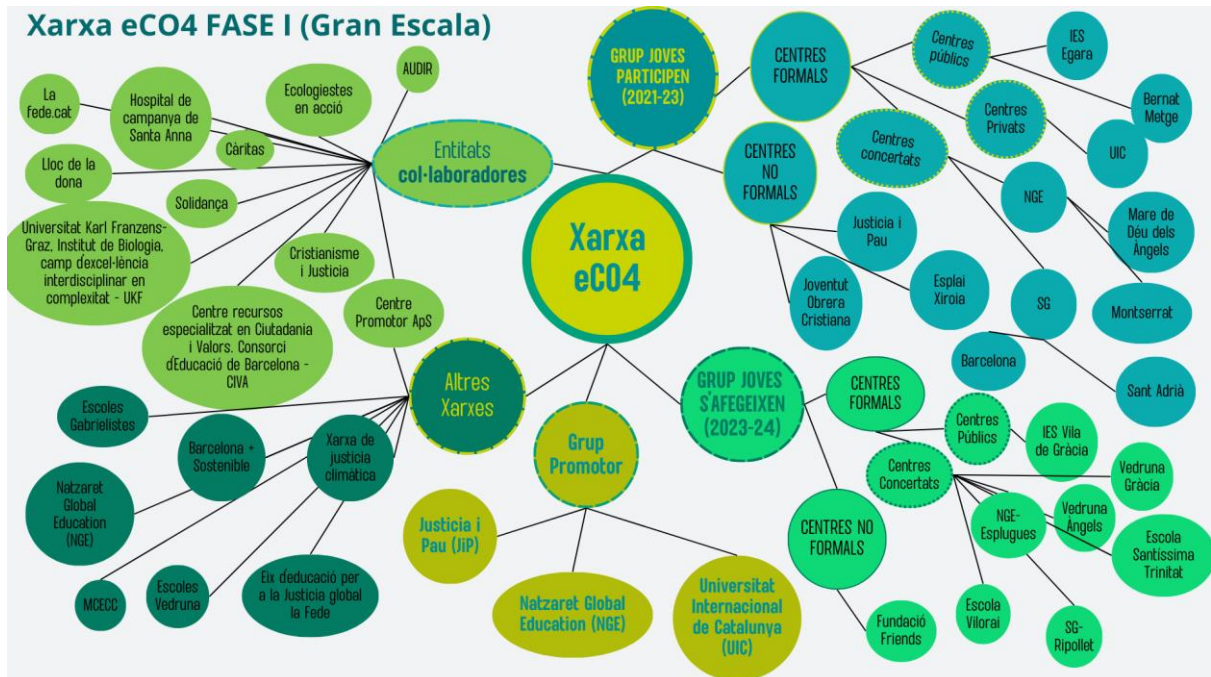 Xarxa eCO4 FASE I (Gran Escala)
La
Fede.cat
Hospital de
campanya de
Santa Anna
Ecologiestes
en acció
AUDIR
Lloc de la
dona
Càritas
Solidança
Entitats
col·laboradores
Universitat Karl Franzens-
Graz, Institut de Biologia,
camp d'excel·lència
interdisciplinar en
complexitat - UKF
Cristianisme
i Justicia
Centre recursos
especialitzat en Ciutadania
i Valors. Consorci
d'Educació de Barcelona -
CIVA
Centre
Promotor ApS
GRUP JOVES
PARTICIPEN
(2021-23)
CENTRES
FORMALS
Centres
públics
IES
Egara
Bernat
Metge
Centres
Privats
UIC
Centres
concertats
NGE
Mare de
Déu dels
Àngels
Montserrat
SG
Barcelona
Sant Adrià
CENTRES
NO
FORMALS
Justicia i
Pau
Esplai
Xiroia
Joventut
Obrera
Cristiana
Xarxa
eCO4
Altres
Xarxes
Escoles
Gabrielistes
Barcelona +
Sostenible
Xarxa de
justícia
climàtica
Natzaret
Global
Education
(NGE)
MCECC
Escoles
Vedruna
Eix d'educació per
a la Justicia global
la Fede
Grup
Promotor
Justicia i
Pau (JiP)
Natzaret Global
Education (NGE)
Universitat
Internacional
de Catalunya
(UIC)
GRUP JOVES
S'AFEGEIXEN
(2023-24)
CENTRES
FORMALS
Centres
Públics
IES Vila
de Gràcia
Centres
Concertats
Vedruna
Gràcia
NGE-
Esplugues
Vedruna
Àngels
Escola
Santíssima
Trinitat
CENTRES NO
FORMALS
Fundació
Friends
Escola
Vilorai
SG-
Ripollet